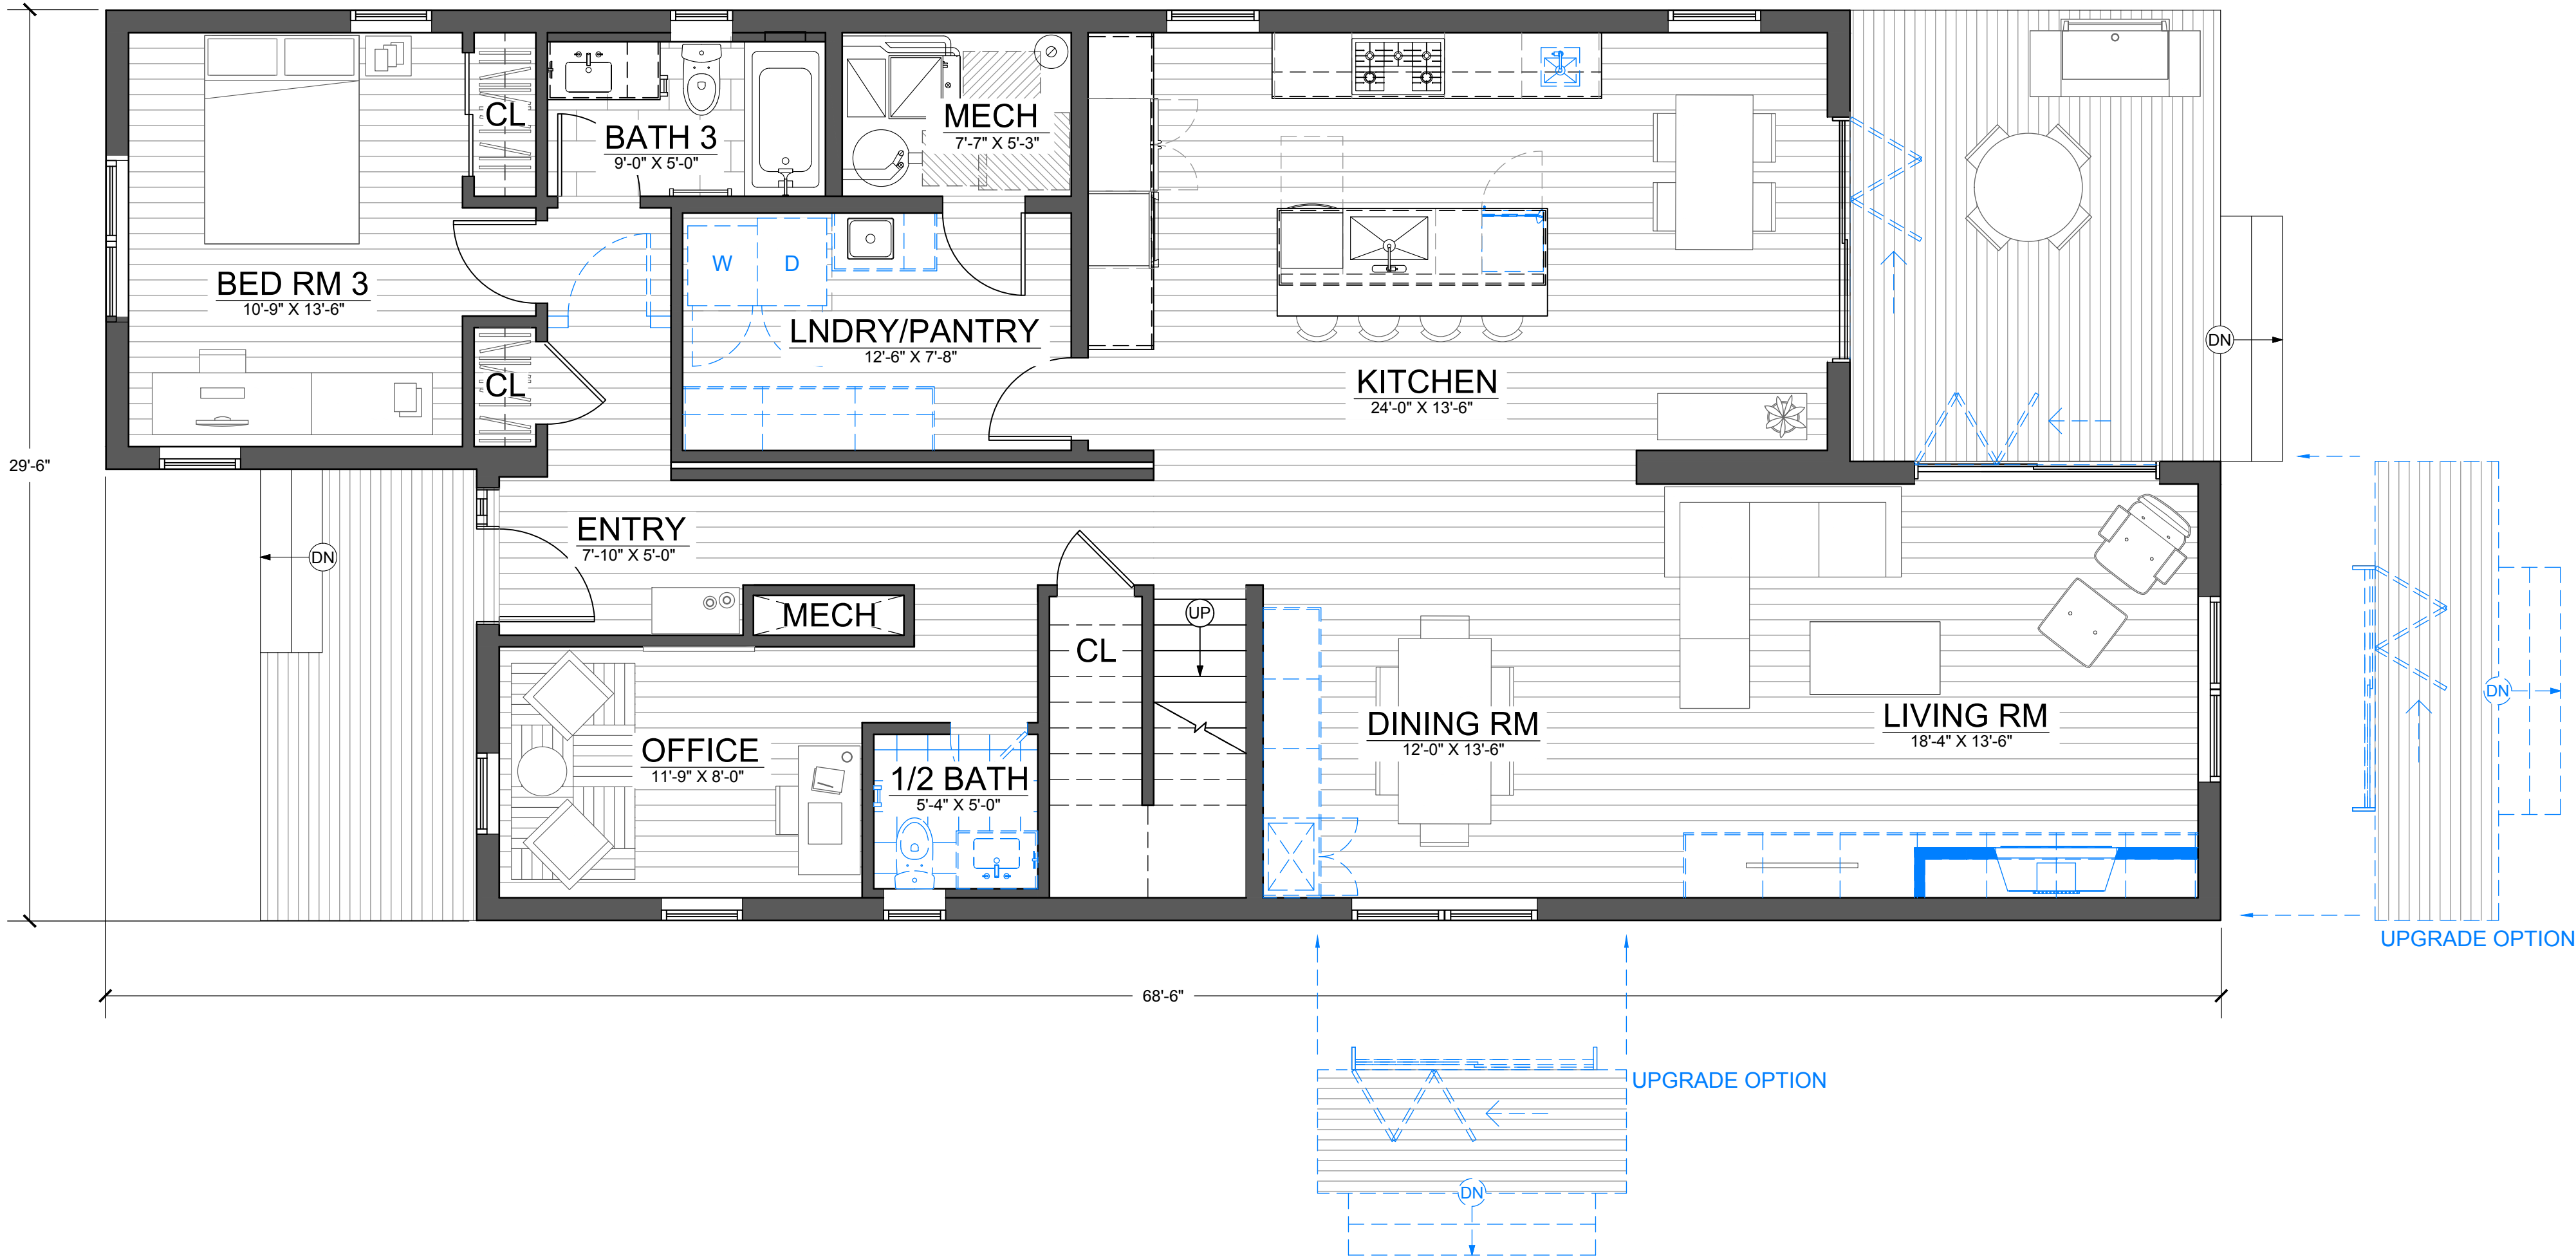 CL
BATH 3
9'-0" X 5'-0"
MECH
7'-7" X 5'-3"
BED RM 3
10'-9" X 13'-6"
W
D
LNDRY/PANTRY
12'-6" X 7'-8"
CL
KITCHEN
24'-0" X 13'-6"
DN
29'-6"
ENTRY
7'-10" X 5'-0"
DN
MECH
UP
CL
OFFICE
11'-9" X 8'-0"
1/2 BATH
5'-4" X 5'-0"
DINING RM
12'-0" X 13'-6"
LIVING RM
18'-4" X 13'-6"
DN
UPGRADE OPTION
68'-6"
UPGRADE OPTION
DN